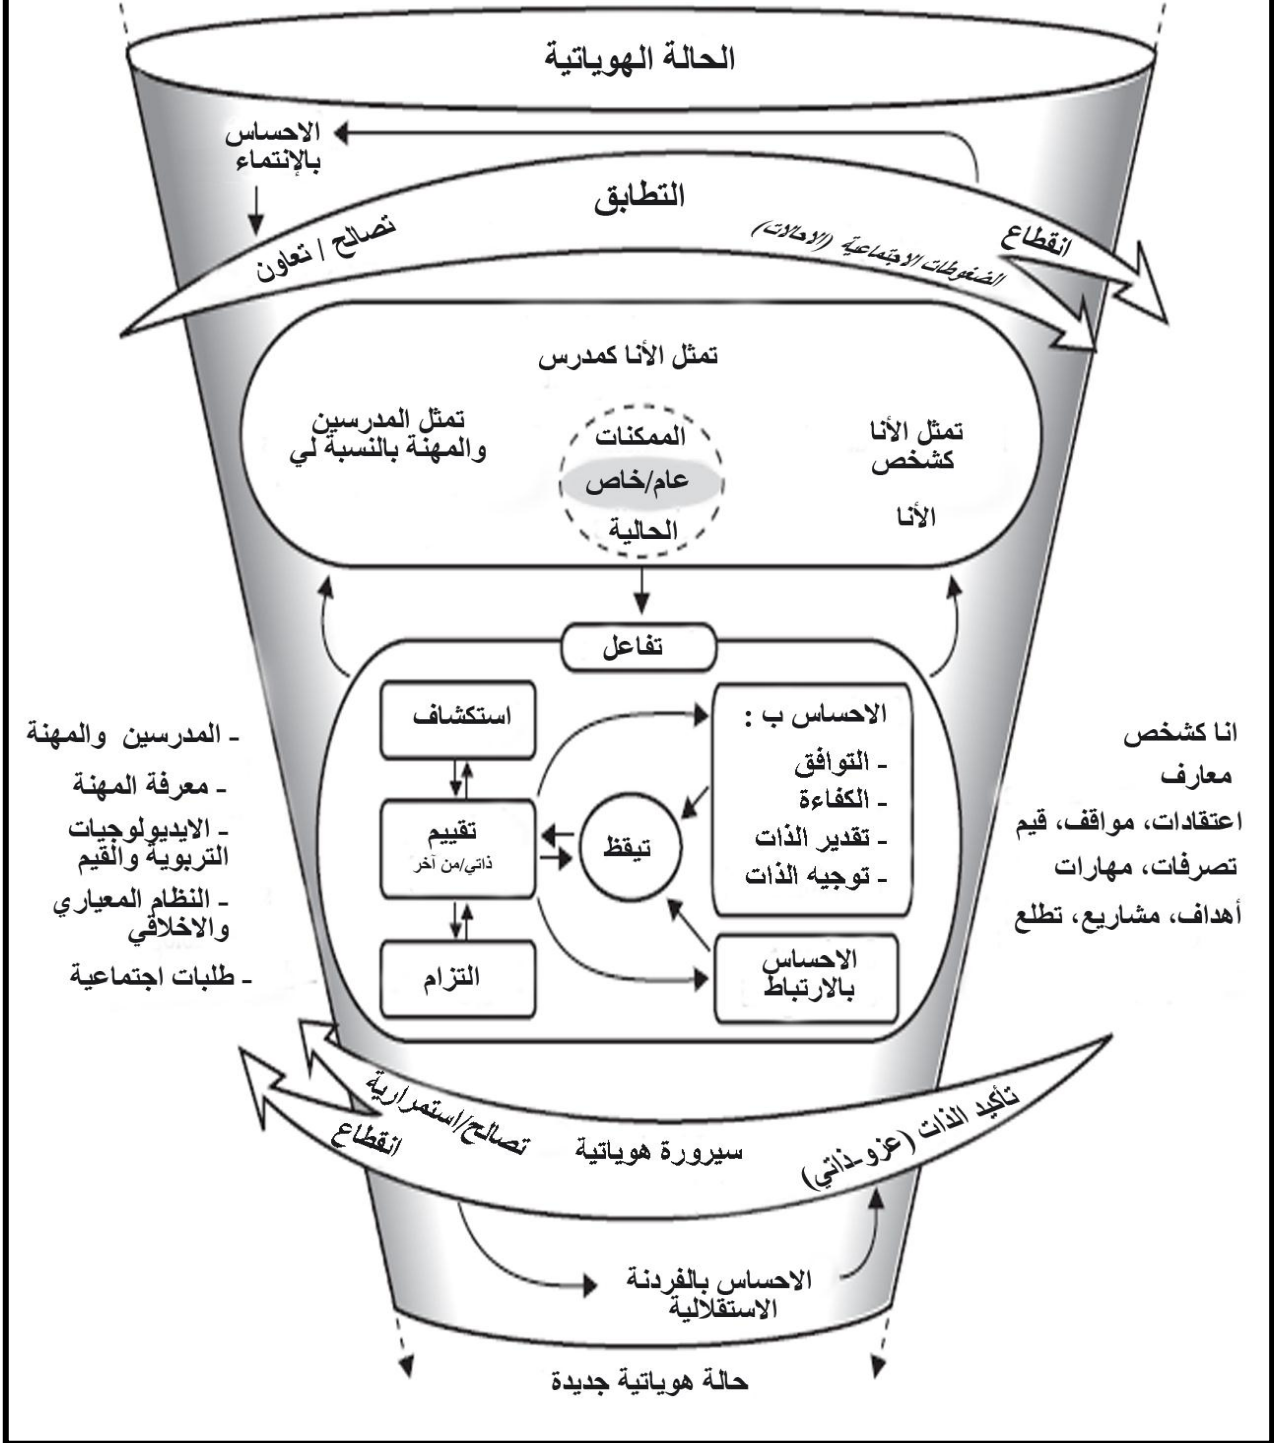 الحالة الهوياتية
الاحساس
بالإنتماء
التطابق
تصالح / تعاون
الضغوطات الاجتماعية (الاحالات)
انقطاع
تمثل الأنا كمدرس
تمثل الأنا
كشخص
الأنا
الممكنات
عام/خاص
الحالية
تمثل المدرسين
والمهنة بالنسبة لي
تفاعل
الاحساس ب :
- التوافق
- الكفاءة
- تقدير الذات
- توجيه الذات
استكشاف
تقييم
ذاتي/من آخر
تيقظ
التزام
الاحساس
بالارتباط
انا كشخص
معارف
اعتقادات، مواقف، قيم
تصرفات، مهارات
أهداف، مشاريع، تطلع
- المدرسين والمهنة
- معرفة المهنة
- الايديولوجيات
التربوية والقيم
- النظام المعياري
والاخلاقي
- طلبات اجتماعية
تأكيد الذات (عزو-ذاتي)
سيرورة هوياتية
تصالح/استمرارية
انقطاع
الاحساس بالفردنة
الاستقلالية
حالة هوياتية جديدة